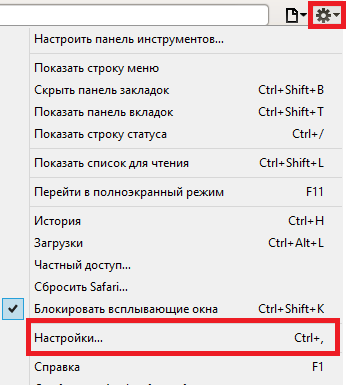 Настроить панель инструментов...
Показать строку меню
Скрыть панель закладок Ctrl+Shift+B
Показать панель вкладок Ctrl+Shift+T
Показать строку статуса Ctrl+/
Показать список для чтения Ctrl+Shift+L
Перейти в полноэкранный режим F11
История Ctrl+H
Загрузки Ctrl+Alt+L
Частный доступ...
Сбросить Safari...
Блокировать всплывающие окна Ctrl+Shift+K
Настройки... Ctrl+,
Справка F1